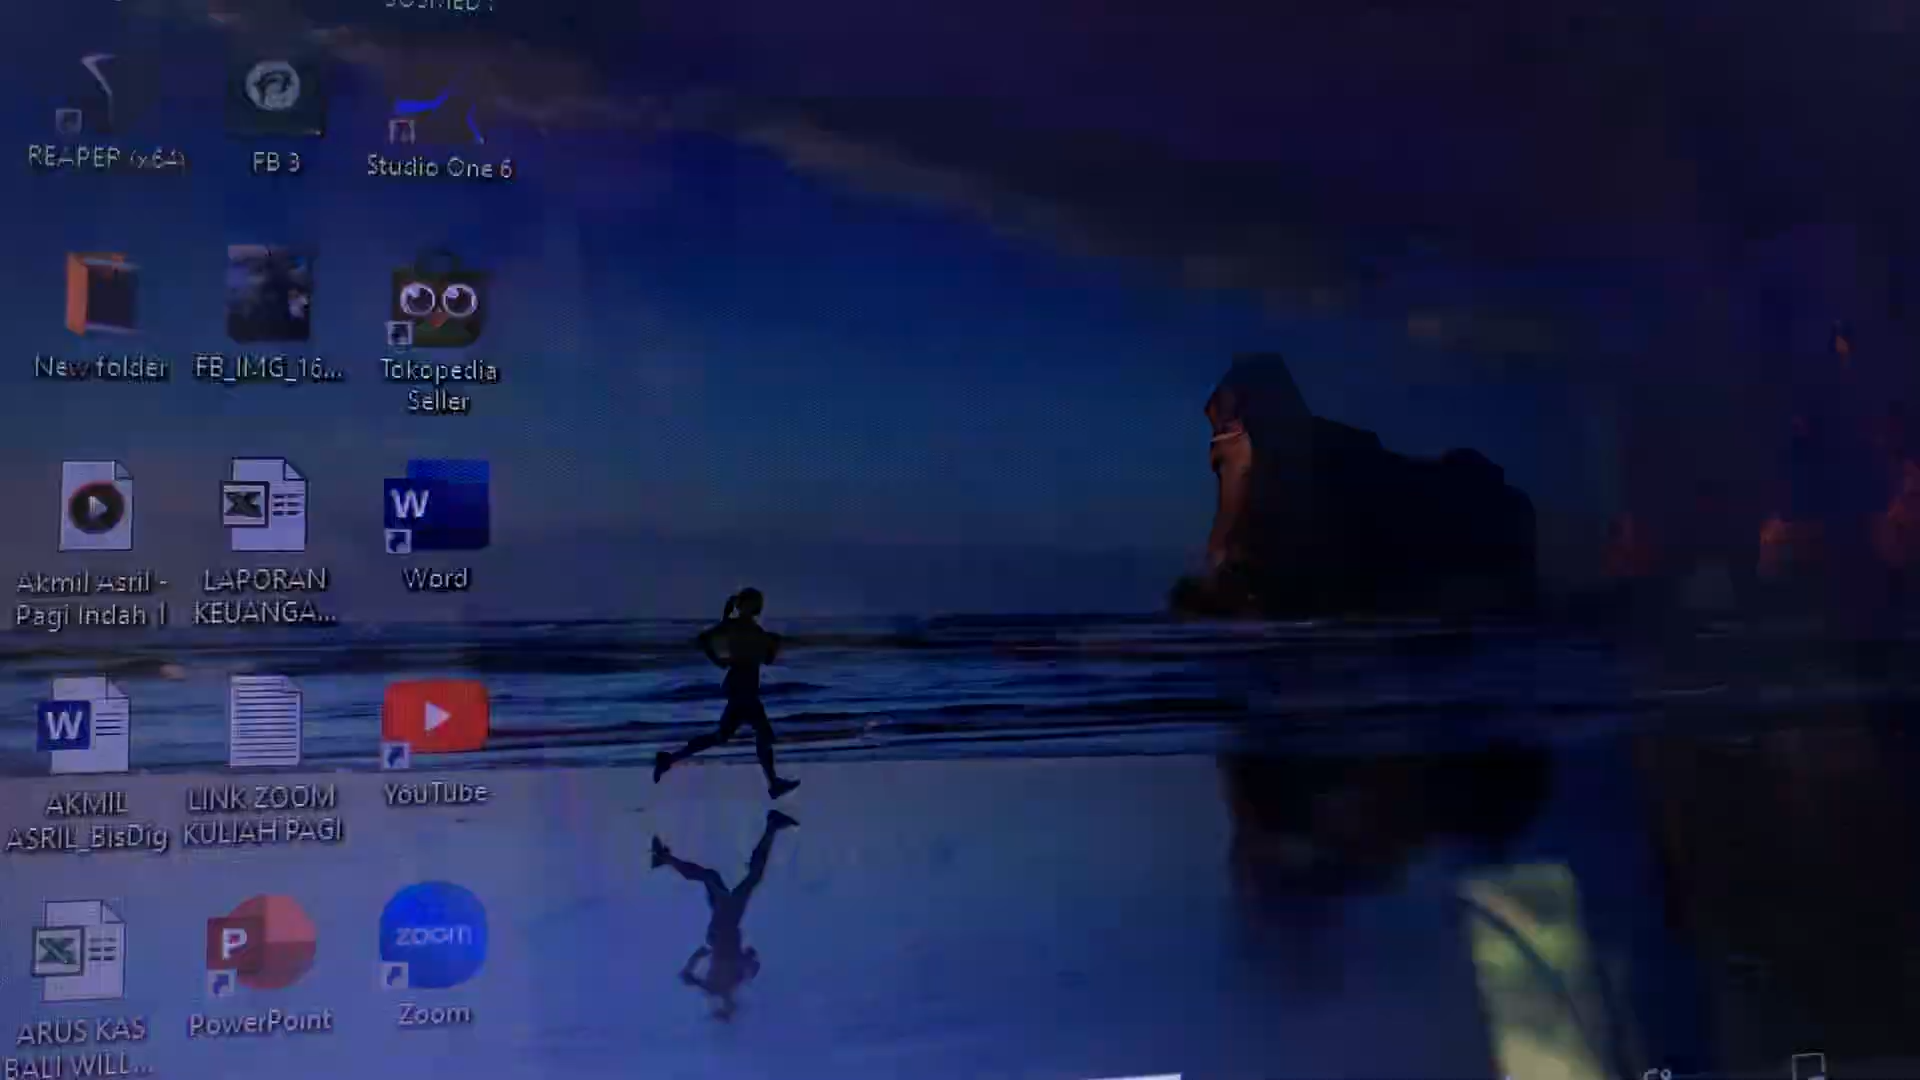 SOSMED :
REAPER (x64)
FB 3
Studio One 6
New folder
FB_IMG_16...
Tokopedia
Seller
Akmil Asril -
Pagi Indah |
LAPORAN
KEUANGA...
W
Word
W
AKMIL
ASRIL_BisDig
LINK ZOOM
KULIAH PAGI
YouTube
ARUS KAS
BALI WILL...
P
PowerPoint
zoom
Zoom